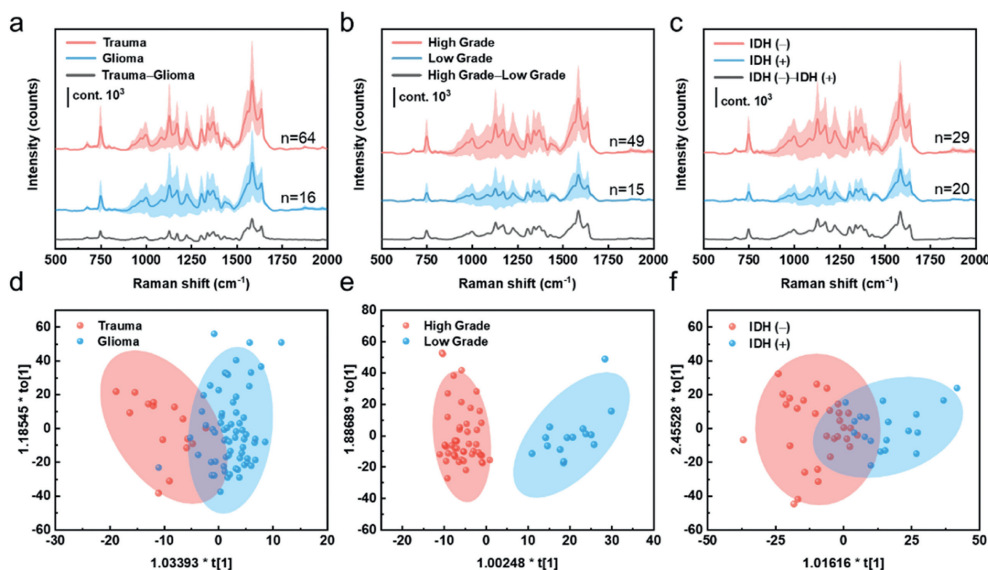 a
Trauma
Glioma
Trauma–Glioma
cont. 10³
n=64
n=16
Intensity (counts)
500 750 1000 1250 1500 1750 2000
Raman shift (cm⁻¹)
b
High Grade
Low Grade
High Grade–Low Grade
cont. 10³
n=49
n=15
Intensity (counts)
500 750 1000 1250 1500 1750 2000
Raman shift (cm⁻¹)
c
IDH (–)
IDH (+)
IDH (–)–IDH (+)
cont. 10³
n=29
n=20
Intensity (counts)
500 750 1000 1250 1500 1750 2000
Raman shift (cm⁻¹)
d
Trauma
Glioma
60
40
20
0
-20
-40
-60
1.18545 * to[1]
-20 -10 0 10 20
1.03393 * t[1]
e
High Grade
Low Grade
80
60
40
20
0
-20
-40
-60
1.88689 * to[1]
-20 -10 0 10 20 30 40
1.00248 * t[1]
f
IDH (–)
IDH (+)
60
40
20
0
-20
-40
-60
2.45528 * to[1]
-50 -25 0 25 50
1.01616 * t[1]